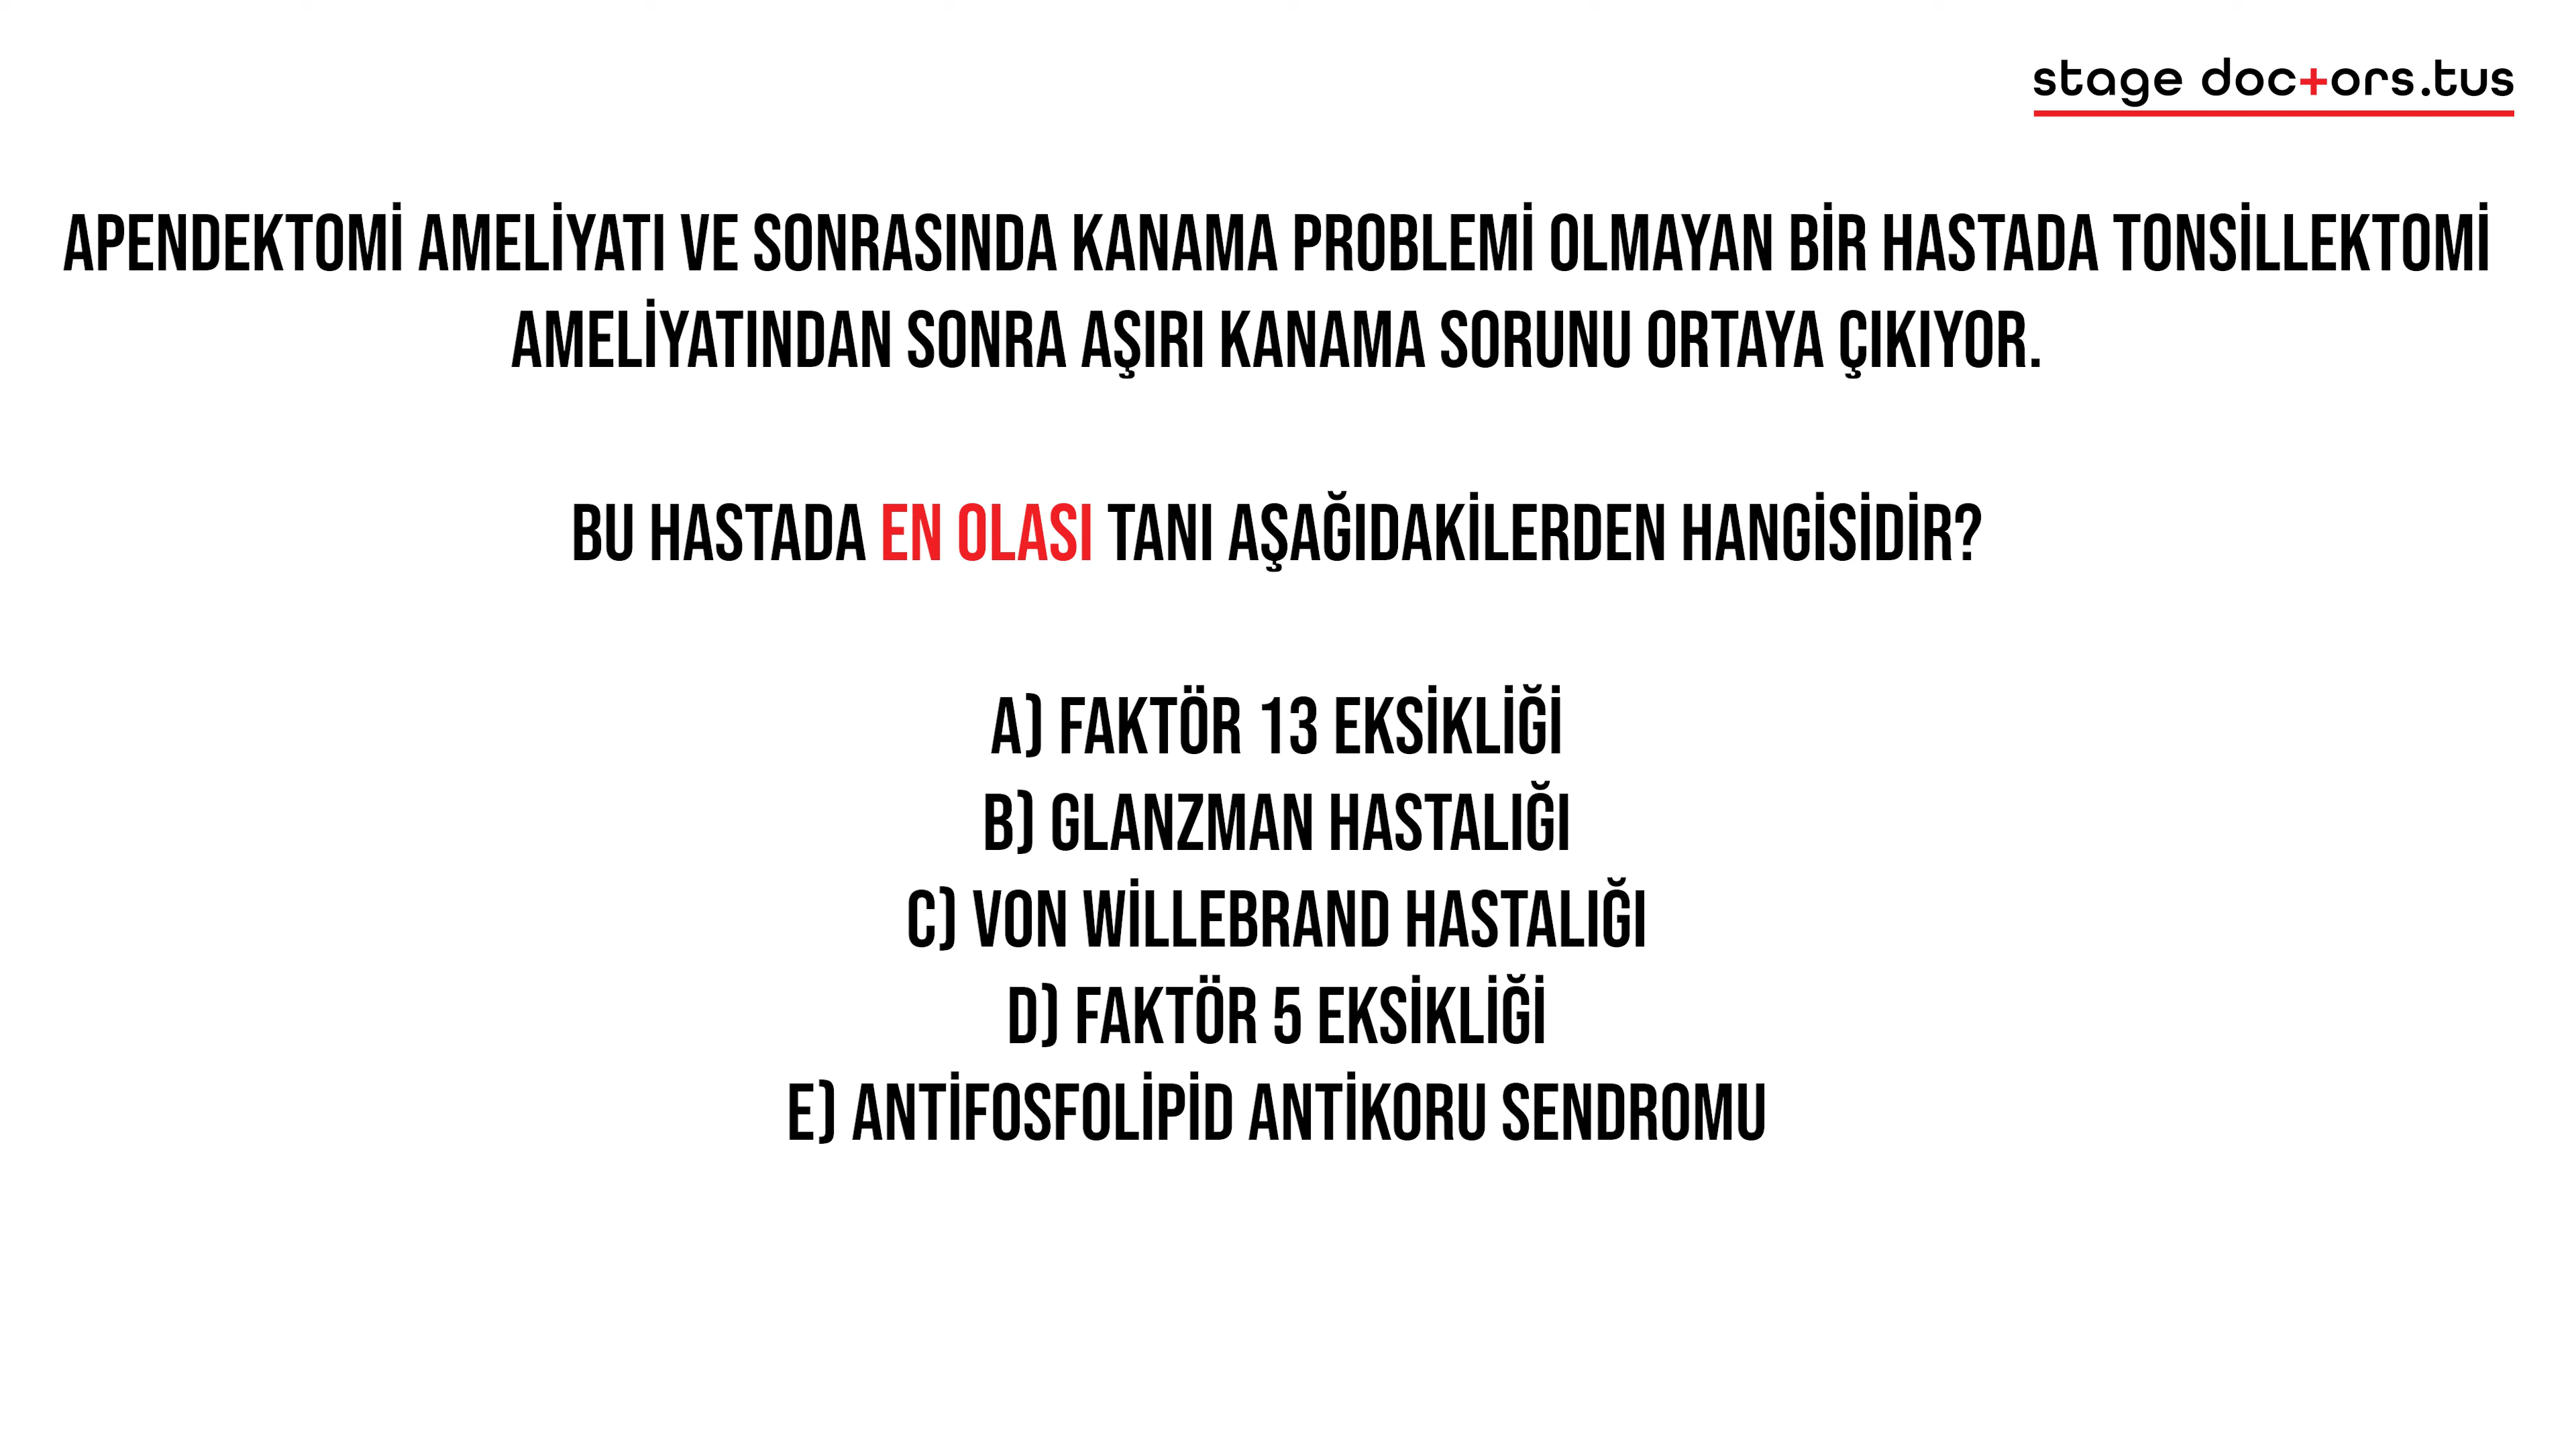 stage doctors.tus
APENDEKTOMİ AMELİYATI VE SONRASINDA KANAMA PROBLEMİ OLMAYAN BİR HASTADA TONSİLLEKTOMİ
AMELİYATINDAN SONRA AŞIRI KANAMA SORUNU ORTAYA ÇIKIYOR.
BU HASTADA EN OLASI TANI AŞAĞIDAKİLERDEN HANGİSİDİR?
A) FAKTÖR 13 EKSİKLİĞİ
B) GLANZMAN HASTALIĞI
C) VON WİLLEBRAND HASTALIĞI
D) FAKTÖR 5 EKSİKLİĞİ
E) ANTİFOSFOLİPİD ANTİKORU SENDROMU